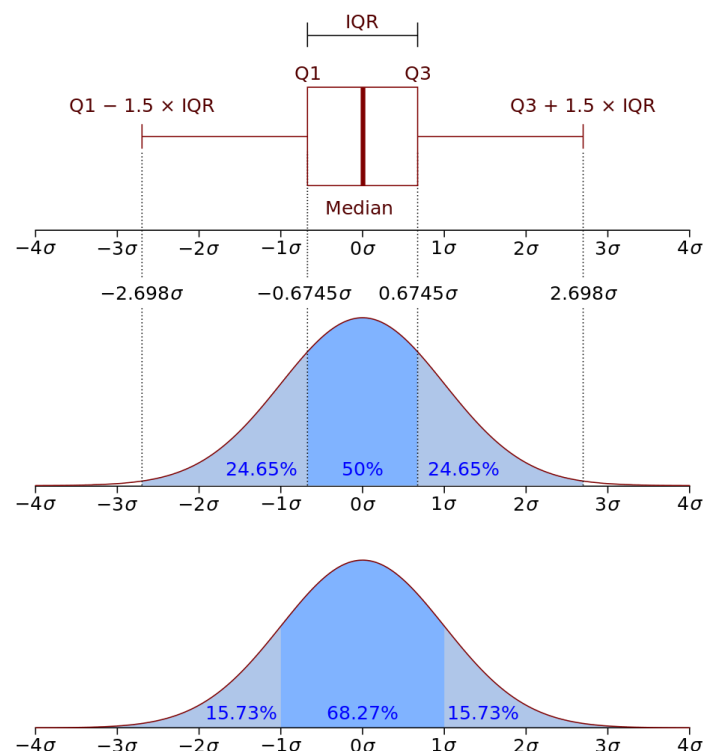 IQR
Q1 Q3
Q1 − 1.5 × IQR Q3 + 1.5 × IQR
Median
−4σ −3σ −2σ −1σ 0σ 1σ 2σ 3σ 4σ
−2.698σ −0.6745σ 0.6745σ 2.698σ
24.65% 50% 24.65%
−4σ −3σ −2σ −1σ 0σ 1σ 2σ 3σ 4σ
15.73% 68.27% 15.73%
−4σ −3σ −2σ −1σ 0σ 1σ 2σ 3σ 4σ